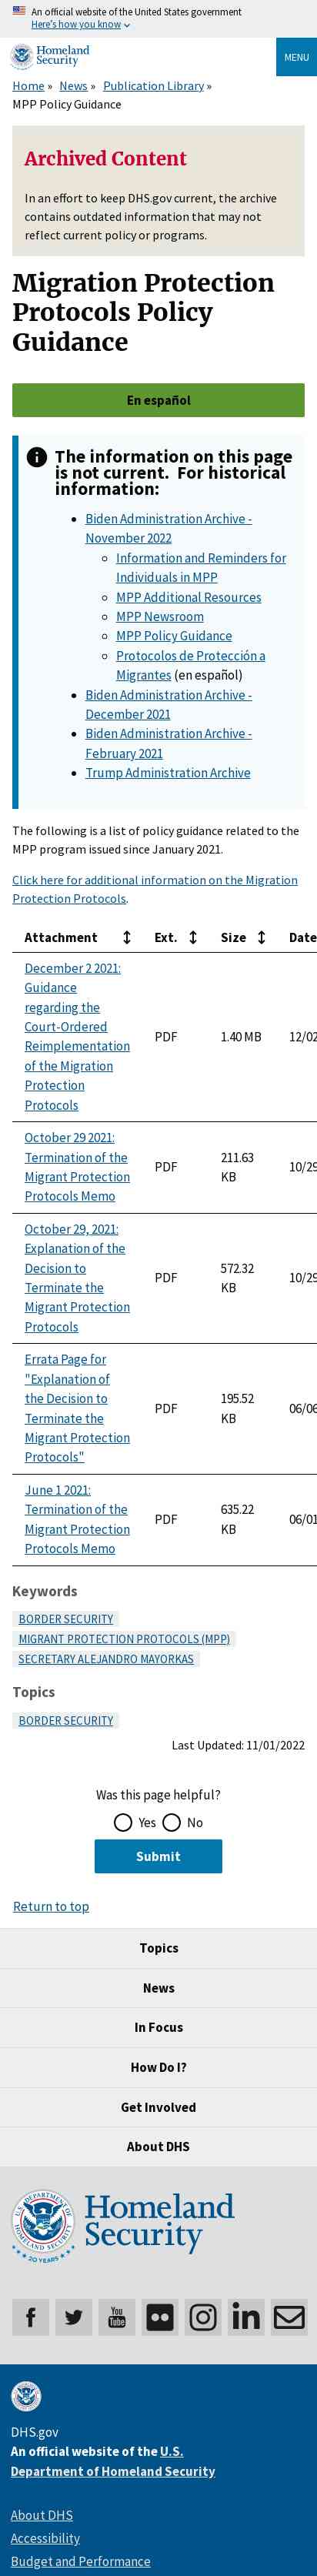 An official website of the United States government
Here's how you know
Homeland
Security
MENU
Home » News » Publication Library »
MPP Policy Guidance
Archived Content
In an effort to keep DHS.gov current, the archive
contains outdated information that may not
reflect current policy or programs.
Migration Protection
Protocols Policy
Guidance
En español
The information on this page
is not current. For historical
information:
Biden Administration Archive -
November 2022
Information and Reminders for
Individuals in MPP
MPP Additional Resources
MPP Newsroom
MPP Policy Guidance
Protocolos de Protección a
Migrantes (en español)
Biden Administration Archive -
December 2021
Biden Administration Archive -
February 2021
Trump Administration Archive
The following is a list of policy guidance related to the
MPP program issued since January 2021.
Click here for additional information on the Migration
Protection Protocols.
Attachment Ext. Size Date
December 2 2021:
Guidance
regarding the
Court-Ordered
Reimplementation
of the Migration
Protection
Protocols
PDF
1.40 MB
12/02
October 29 2021:
Termination of the
Migration Protection
Protocols Memo
PDF
211.63
KB
10/29
October 29, 2021:
Explanation of the
Decision to
Terminate the
Migrant Protection
Protocols
PDF
572.32
KB
10/29
Errata Page for
"Explanation of
the Decision to
Terminate the
Migrant Protection
Protocols"
PDF
195.52
KB
06/06
June 1 2021:
Termination of the
Migrant Protection
Protocols Memo
PDF
635.22
KB
06/01
Keywords
BORDER SECURITY
MIGRANT PROTECTION PROTOCOLS (MPP)
SECRETARY ALEJANDRO MAYORKAS
Topics
BORDER SECURITY
Last Updated: 11/01/2022
Was this page helpful?
Yes No
Submit
Return to top
Topics
News
In Focus
How Do I?
Get Involved
About DHS
Homeland
Security
20 YEARS
You
Tube
DHS.gov
An official website of the U.S.
Department of Homeland Security
About DHS
Accessibility
Budget and Performance